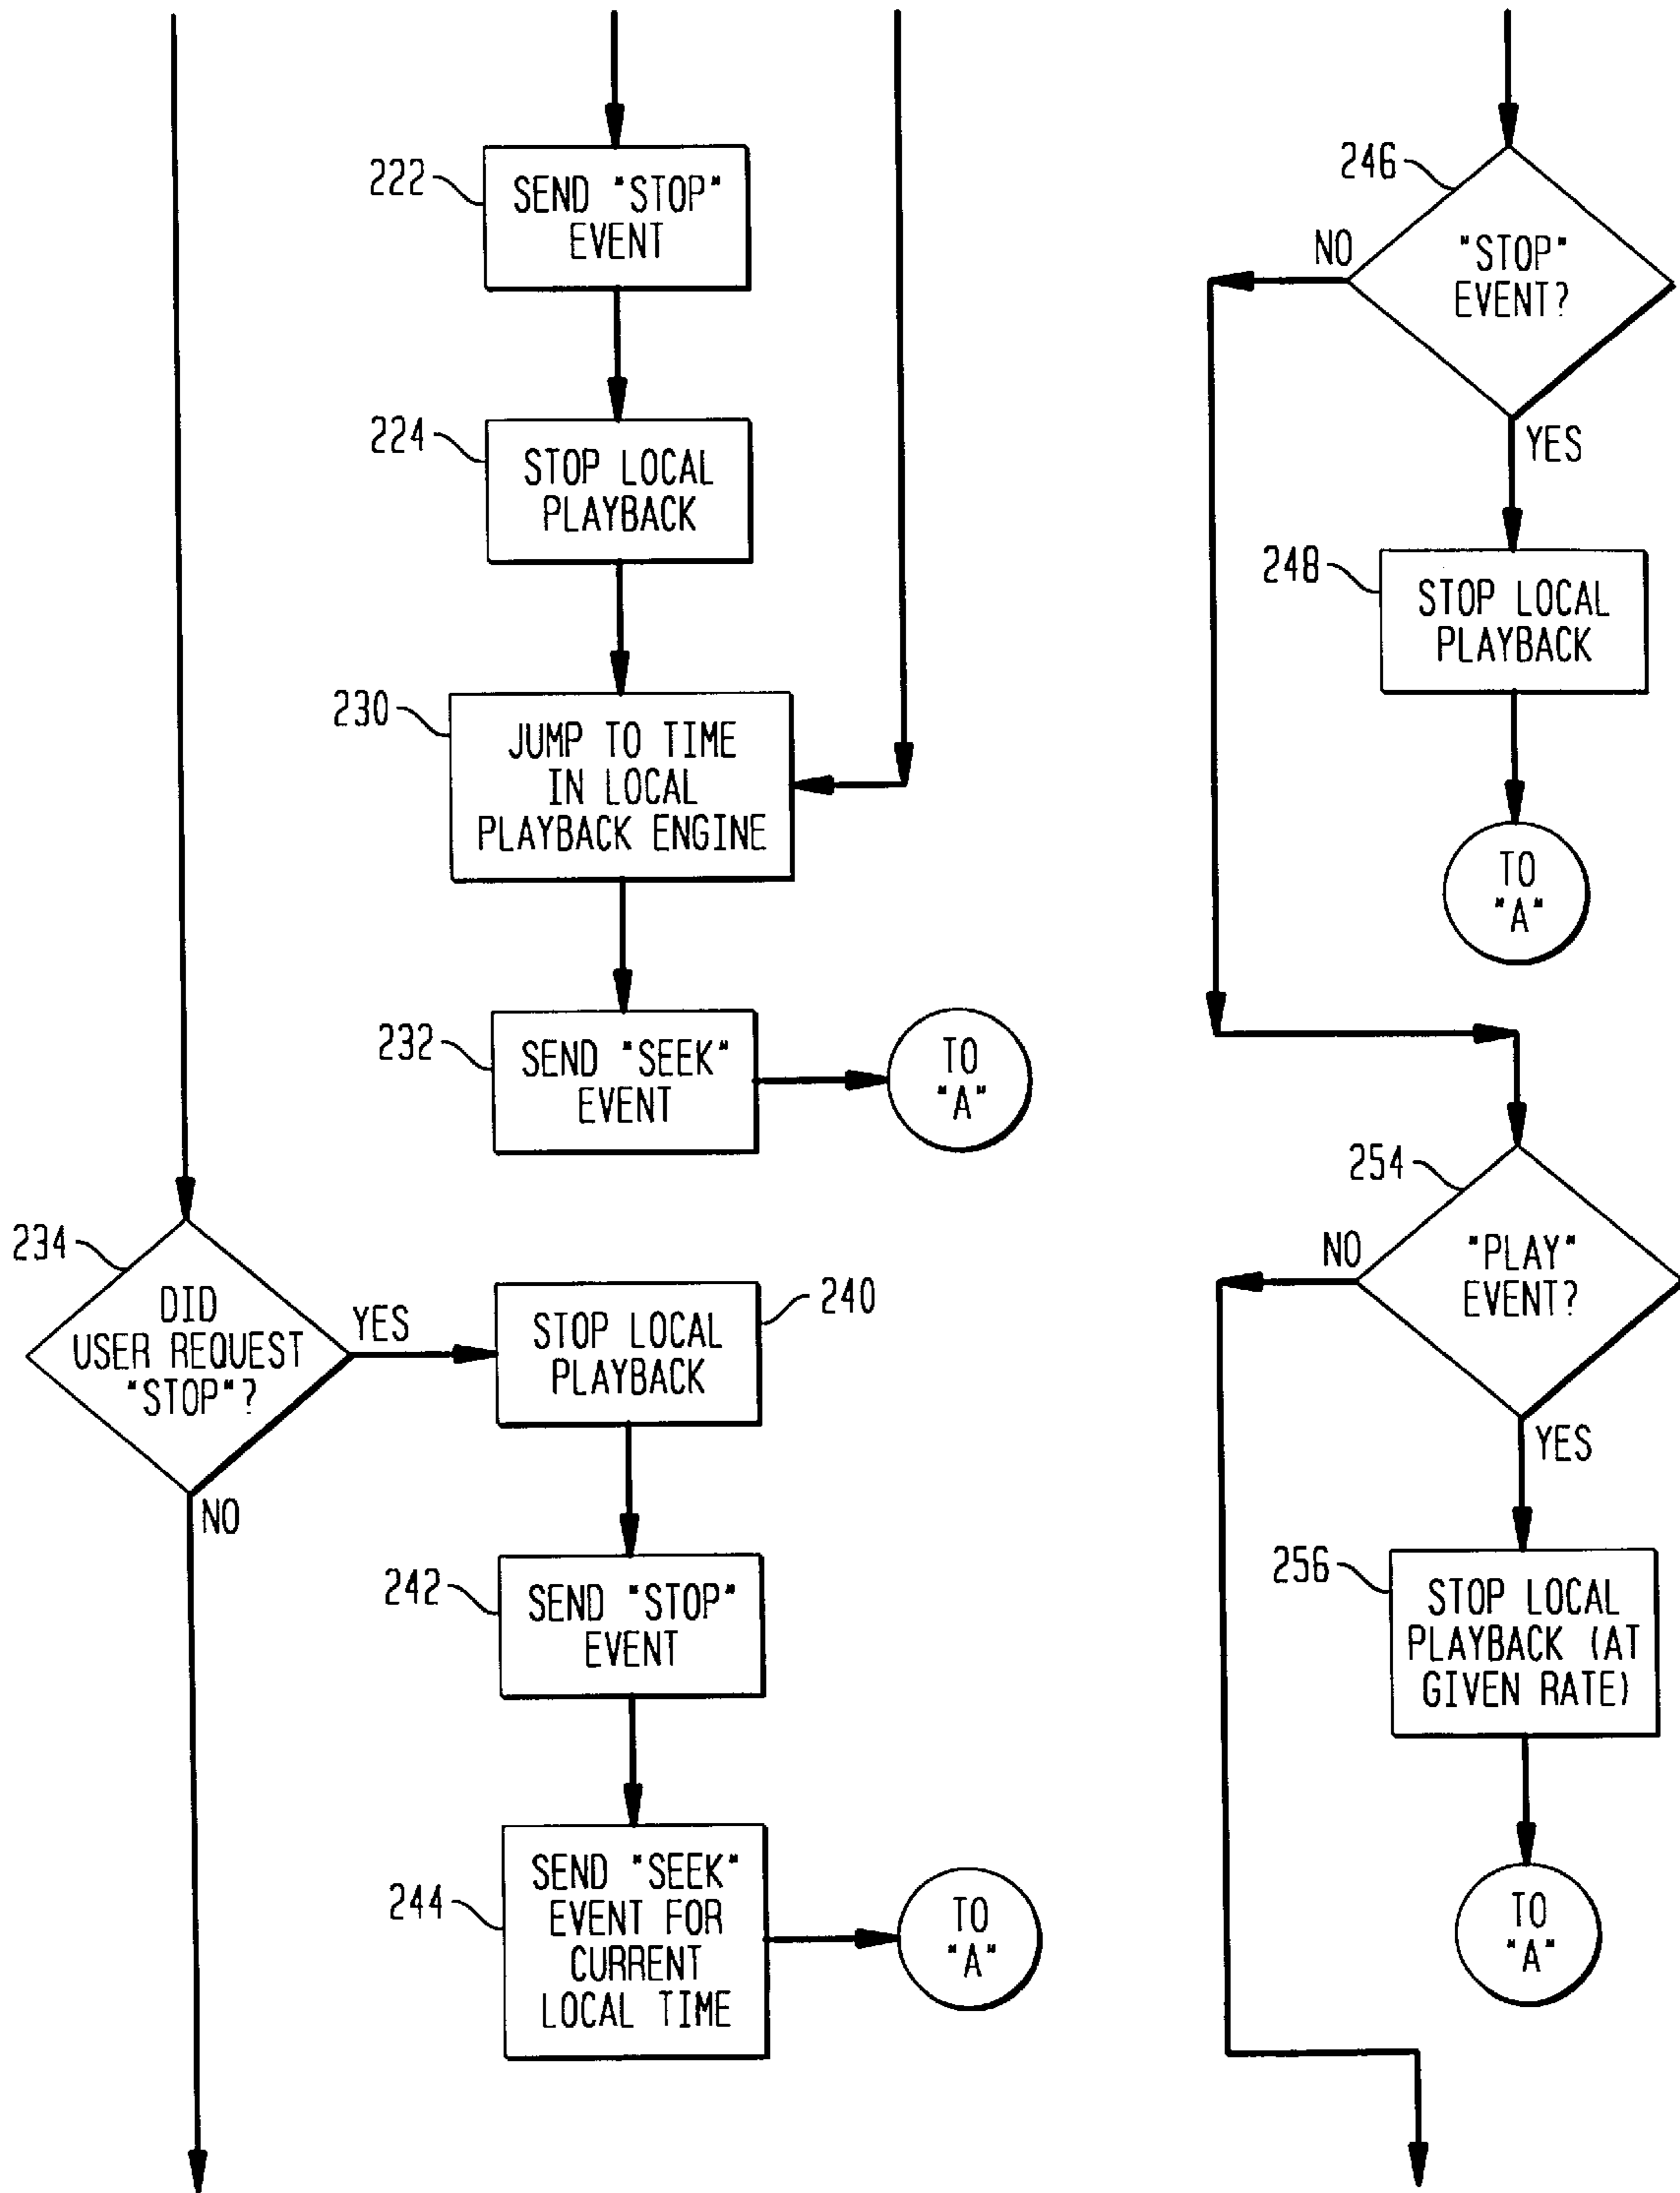 222
SEND "STOP"
EVENT
224
STOP LOCAL
PLAYBACK
230
JUMP TO TIME
IN LOCAL
PLAYBACK ENGINE
232
SEND "SEEK"
EVENT
TO
"A"
234
DID
USER REQUEST
"STOP"?
YES
NO
240
STOP LOCAL
PLAYBACK
242
SEND "STOP"
EVENT
244
SEND "SEEK"
EVENT FOR
CURRENT
LOCAL TIME
TO
"A"
246
"STOP"
EVENT?
NO
YES
248
STOP LOCAL
PLAYBACK
TO
"A"
254
"PLAY"
EVENT?
NO
YES
256
STOP LOCAL
PLAYBACK (AT
GIVEN RATE)
TO
"A"